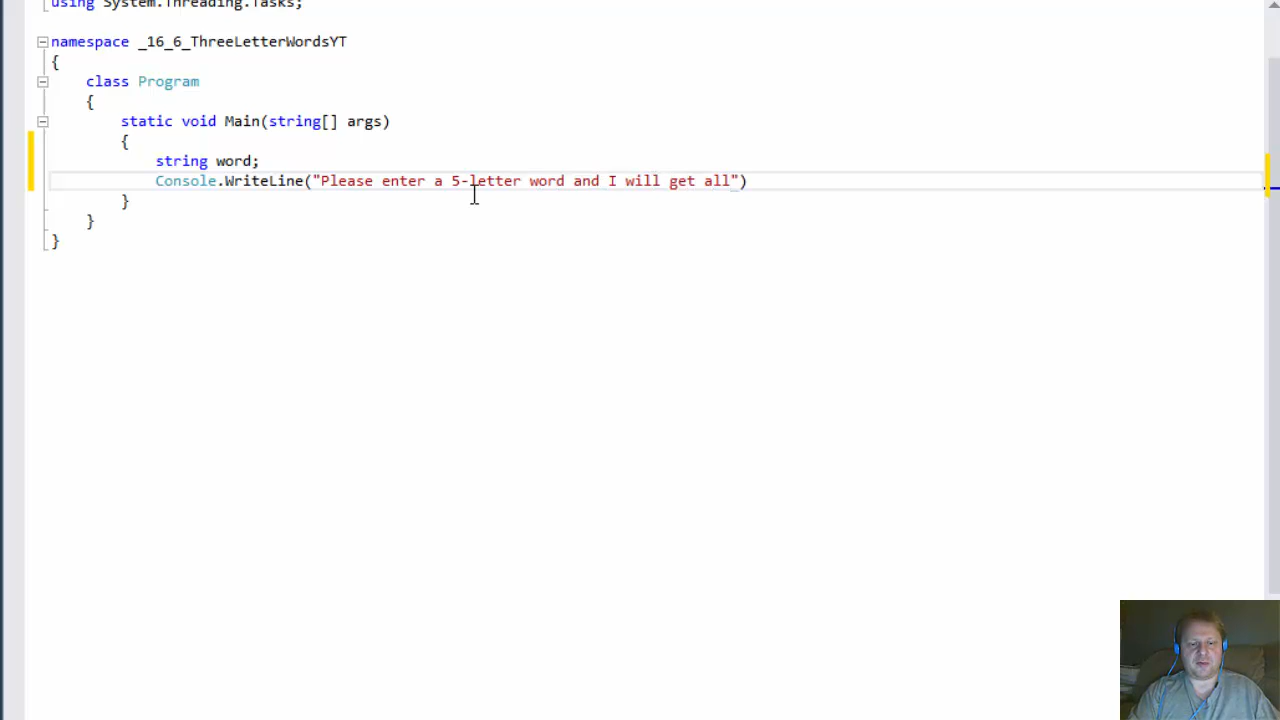 using System.Threading.Tasks;
namespace _16_6_ThreeLetterWordsYT
{
class Program
{
static void Main(string[] args)
{
string word;
Console.WriteLine("Please enter a 5-letter word and I will get all")
}
}
}